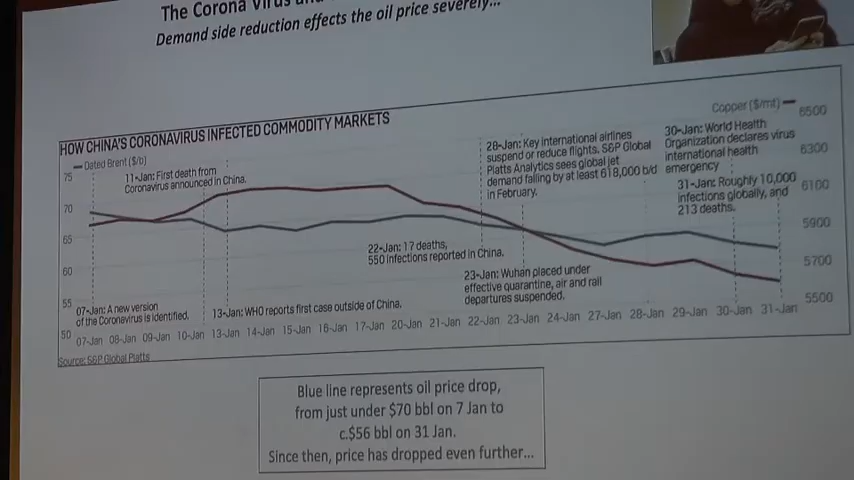 The Corona Virus and
Demand side reduction effects the oil price severely...
HOW CHINA'S CORONAVIRUS INFECTED COMMODITY MARKETS
Dated Brent ($/b)
Copper ($/mt)
75
70
65
60
55
50
6500
6300
6100
5900
5700
5500
11-Jan: First death from
Coronavirus announced in China.
28-Jan: Key international airlines
suspend or reduce flights. S&P Global
Platts Analytics sees global jet
demand falling by at least 618,000 b/d
in February.
30-Jan: World Health
Organization declares virus
international health
emergency
31-Jan: Roughly 10,000
infections globally, and
213 deaths.
22-Jan: 17 deaths,
550 infections reported in China.
23-Jan: Wuhan placed under
effective quarantine, air and rail
departures suspended.
07-Jan: A new version
of the Coronavirus is identified.
13-Jan: WHO reports first case outside of China.
07-Jan 08-Jan 09-Jan 10-Jan 13-Jan 14-Jan 15-Jan 16-Jan 17-Jan 20-Jan 21-Jan 22-Jan 23-Jan 24-Jan 27-Jan 28-Jan 29-Jan 30-Jan 31-Jan
Source: S&P Global Platts
Blue line represents oil price drop,
from just under $70 bbl on 7 Jan to
c.$56 bbl on 31 Jan.
Since then, price has dropped even further...